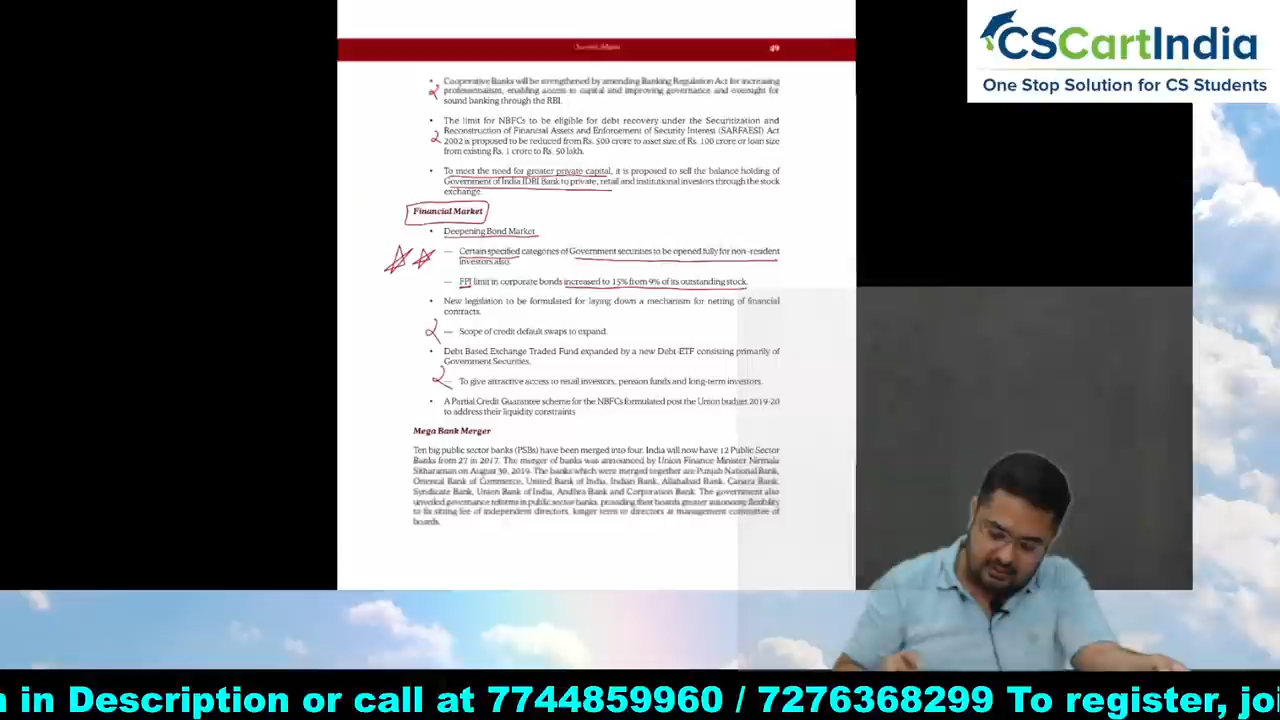 CSCartIndia
One Stop Solution for CS Students
49
• Cooperative Banks will be strengthened by amending Banking Regulation Act for increasing
professionalism, enabling access to capital and improving governance and oversight for
sound banking through the RBI.
• The limit for NBFCs to be eligible for debt recovery under the Securitization and
Reconstruction of Financial Assets and Enforcement of Security Interest (SARFAESI) Act
2002 is proposed to be reduced from Rs. 500 crore to asset size of Rs. 100 crore or loan size
from existing Rs. 1 crore to Rs. 50 lakh.
• To meet the need for greater private capital, it is proposed to sell the balance holding of
Government of India IDBI Bank to private, retail and institutional investors through the stock
exchange.
Financial Market
• Deepening Bond Market
— Certain specified categories of Government securities to be opened fully for non-resident
investors also.
— FPI limit in corporate bonds increased to 15% from 9% of its outstanding stock.
• New legislation to be formulated for laying down a mechanism for netting of financial
contracts.
— Scope of credit default swaps to expand.
• Debt Based Exchange Traded Fund expanded by a new Debt-ETF consisting primarily of
Government Securities.
— To give attractive access to retail investors, pension funds and long-term investors.
• A Partial Credit Guarantee scheme for the NBFCs formulated post the Union budget 2019-20
to address their liquidity constraints
Mega Bank Merger
Ten big public sector banks (PSBs) have been merged into four. India will now have 12 Public Sector
Banks from 27 in 2017. The merger of banks was announced by Union Finance Minister Nirmala
Sitharaman on August 30, 2019. The banks which were merged together are Punjab National Bank,
Oriental Bank of Commerce, United Bank of India, Indian Bank, Allahabad Bank, Canara Bank,
Syndicate Bank, Union Bank of India, Andhra Bank and Corporation Bank. The government also
unveiled governance reforms in public sector banks, providing their boards greater autonomy, flexibility
to fix sitting fee of independent directors, longer term to directors at management committee of
boards.
n in Description or call at 7744859960 / 7276368299 To register, joi